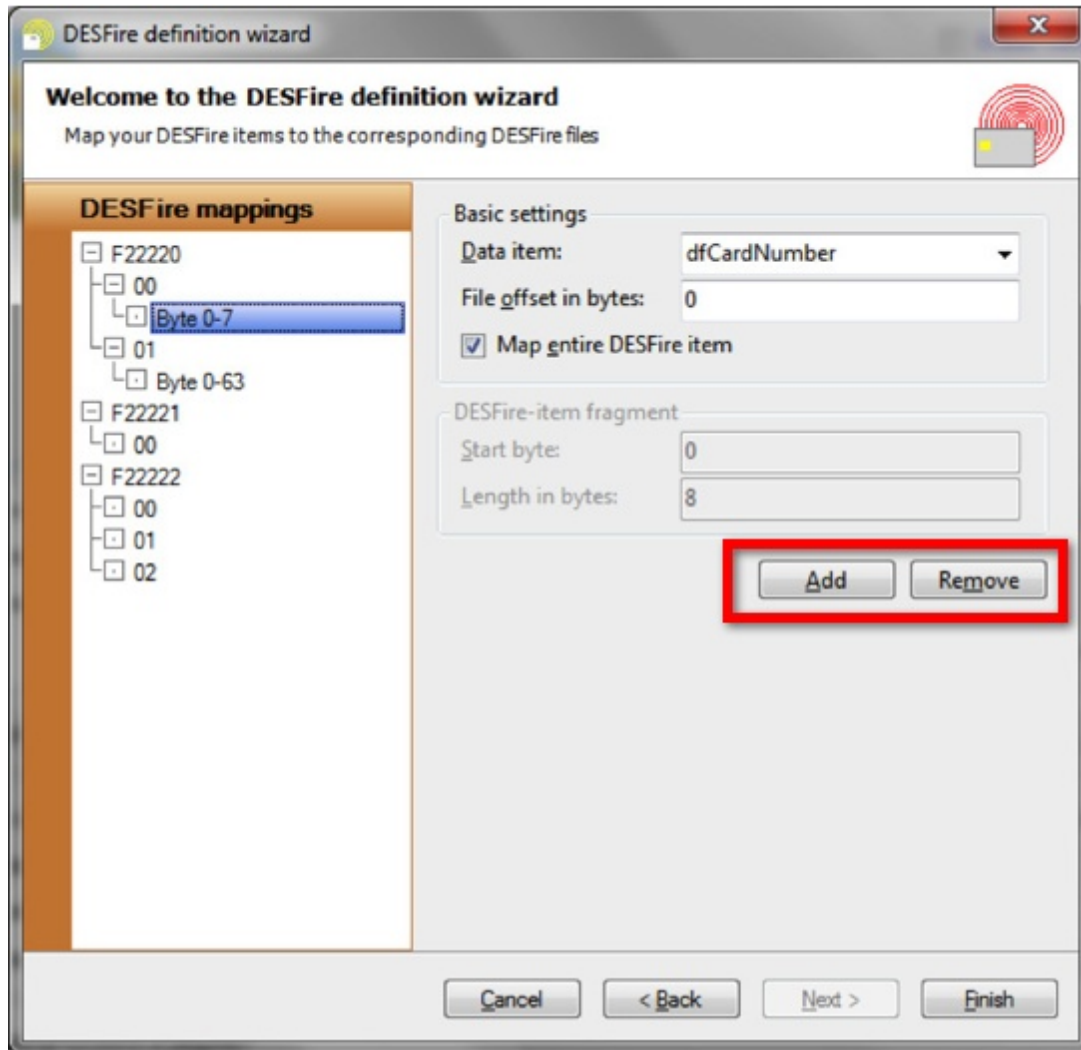 DESFire definition wizard
Welcome to the DESFire definition wizard
Map your DESFire items to the corresponding DESFire files
DESFire mappings
F22220
00
Byte 0-7
01
Byte 0-63
F22221
00
F22222
00
01
02
Basic settings
Data item: dfCardNumber
File offset in bytes: 0
Map entire DESFire item
DESFire-item fragment
Start byte: 0
Length in bytes: 8
Add Remove
Cancel < Back Next > Finish